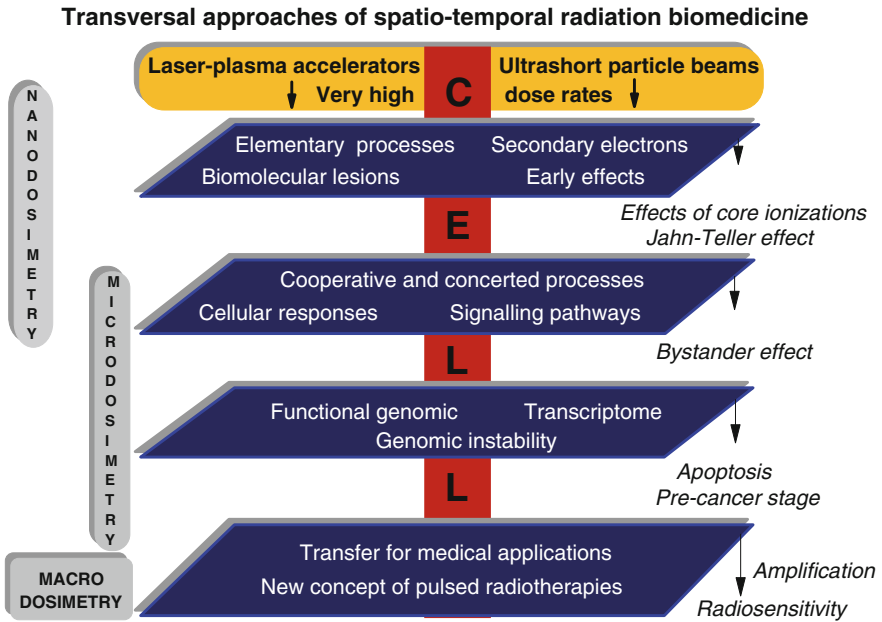 Transversal approaches of spatio-temporal radiation biomedicine
Laser-plasma accelerators
Ultrashort particle beams
Very high
dose rates
C
NANODOSIMETRY
Elementary processes
Secondary electrons
Biomolecular lesions
Early effects
E
Effects of core ionizations
Jahn-Teller effect
MICRODOSIMETRY
Cooperative and concerted processes
Cellular responses
Signalling pathways
L
Bystander effect
Functional genomic
Transcriptome
Genomic instability
L
Apoptosis
Pre-cancer stage
MACRO
DOSIMETRY
Transfer for medical applications
New concept of pulsed radiotherapies
Amplification
Radiosensitivity